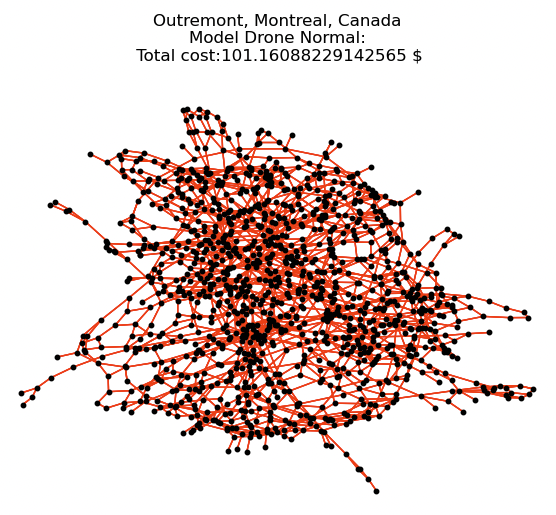 Outremont, Montreal, Canada
Model Drone Normal:
Total cost:101.16088229142565 $